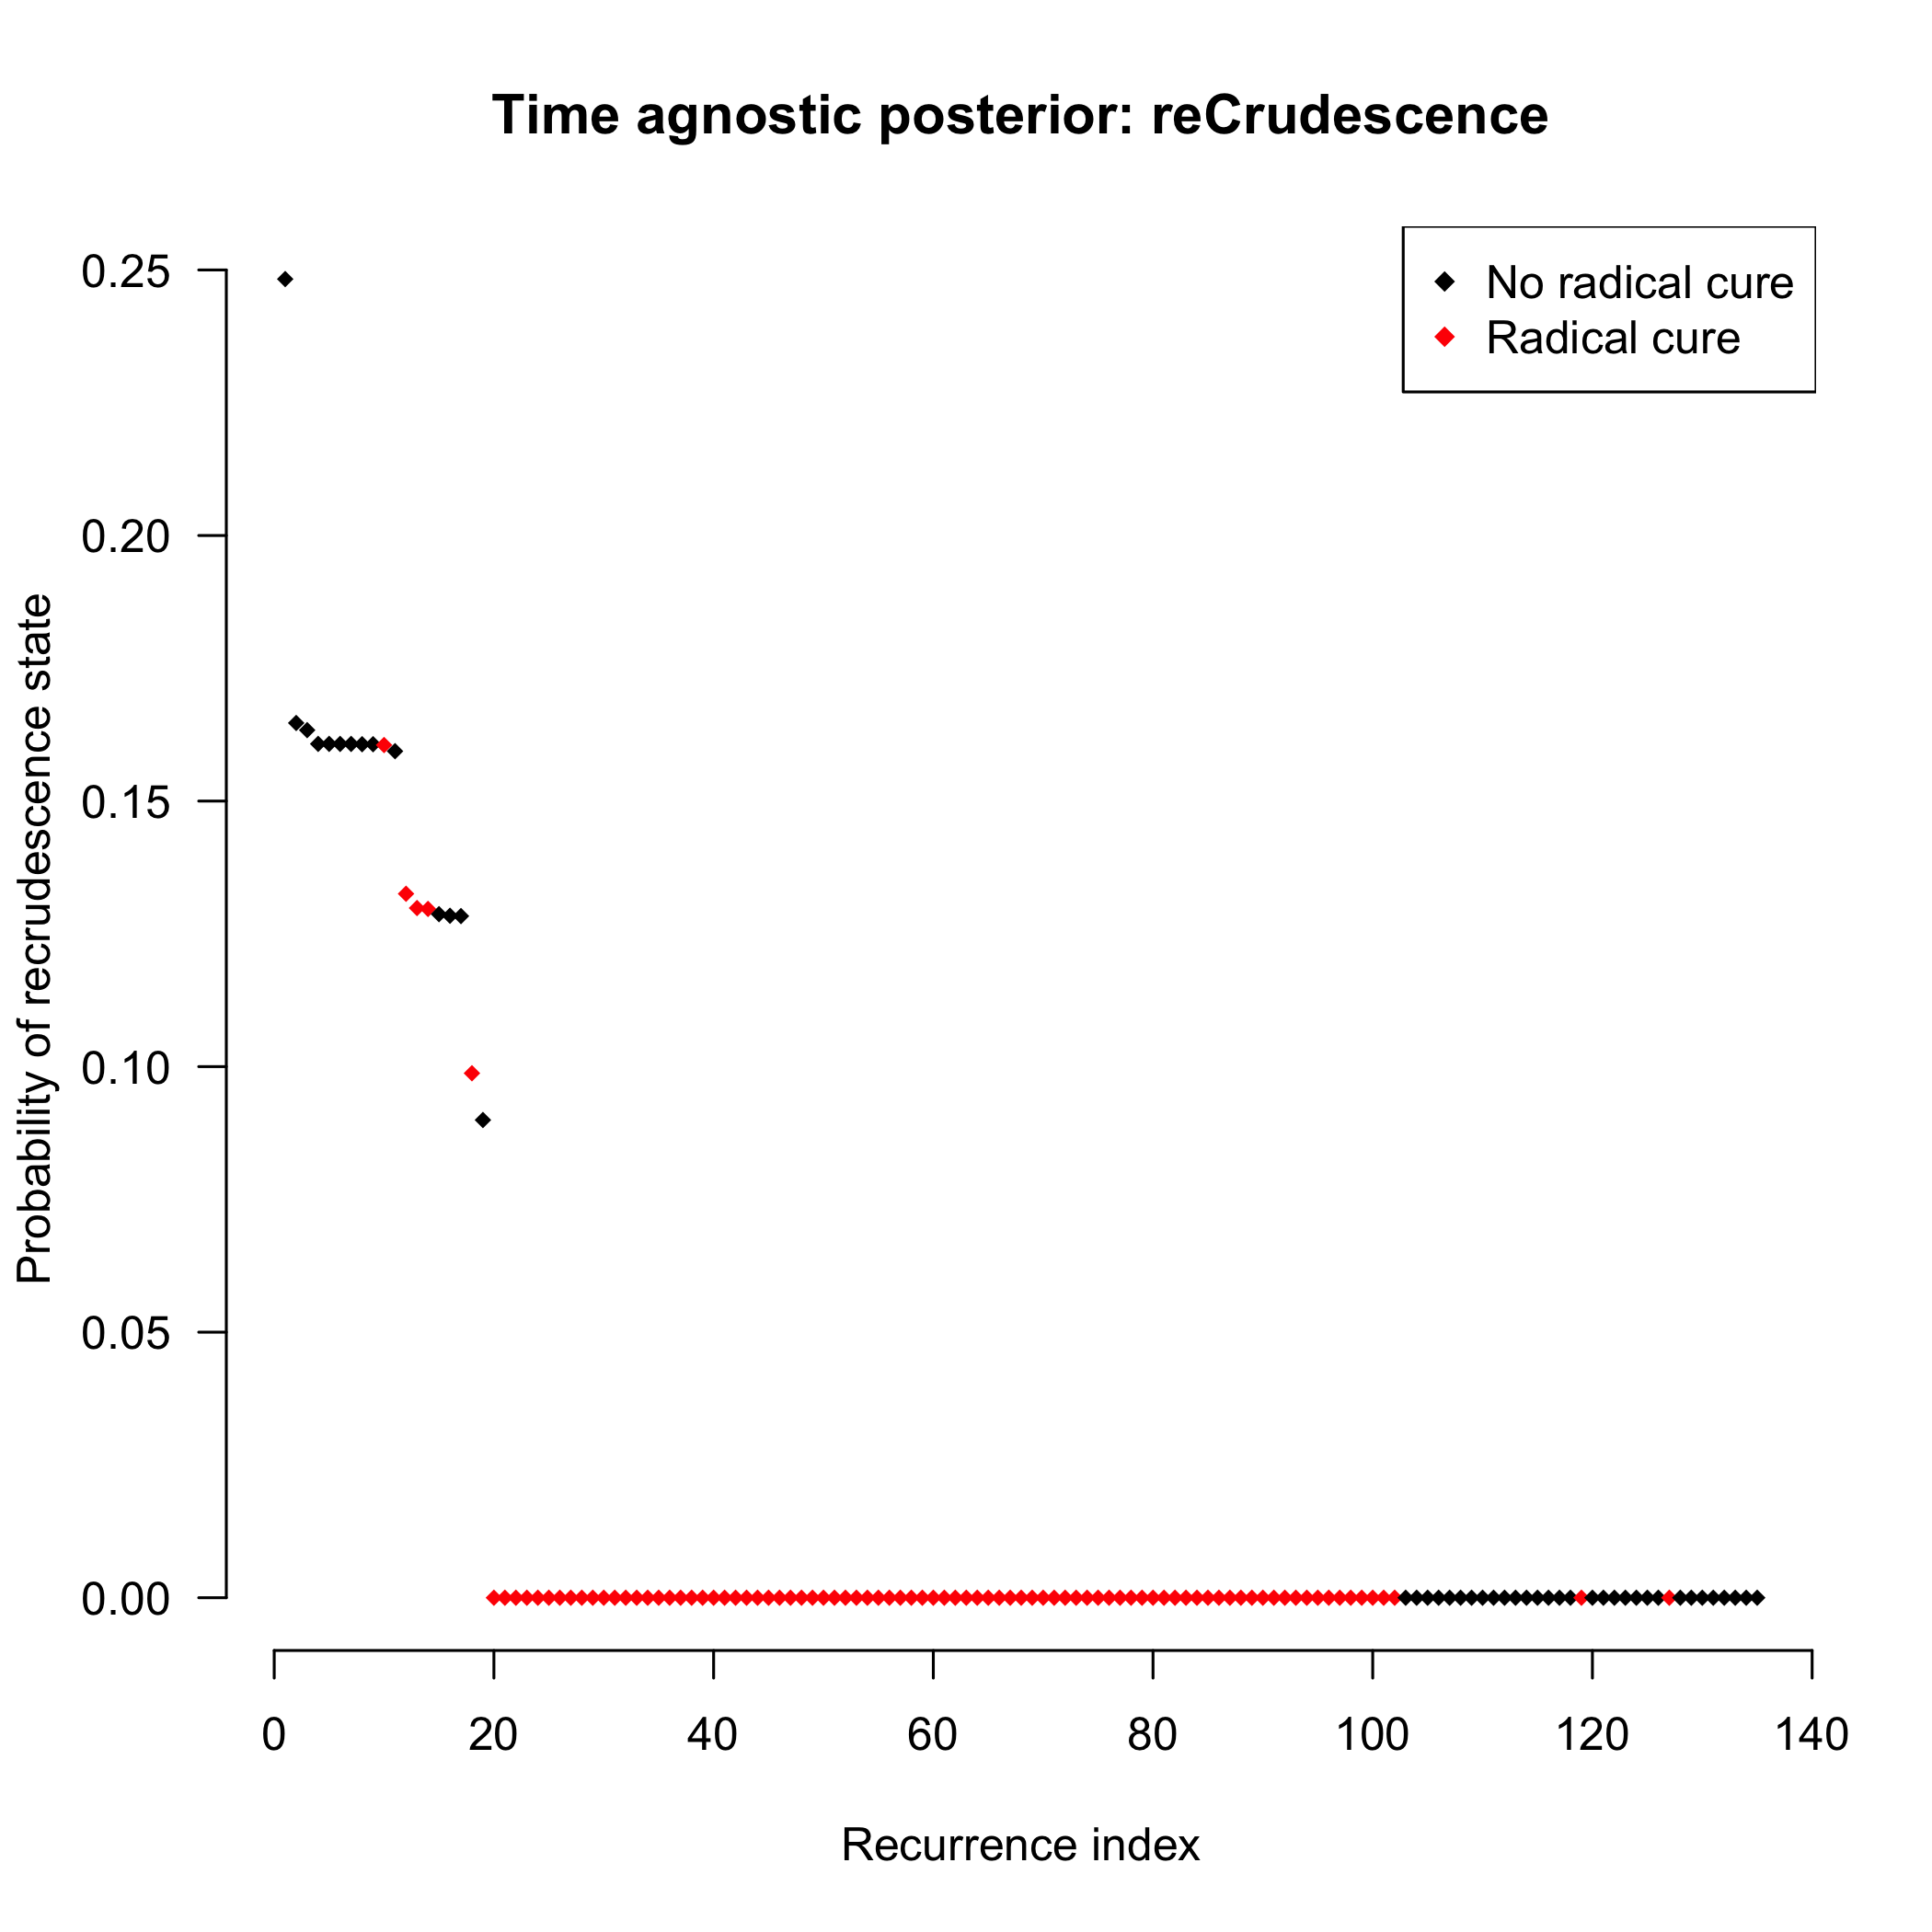 Time agnostic posterior: reCrudescence
No radical cure
Radical cure
Probability of recrudescence state
0.25
0.20
0.15
0.10
0.05
0.00
0 20 40 60 80 100 120 140
Recurrence index